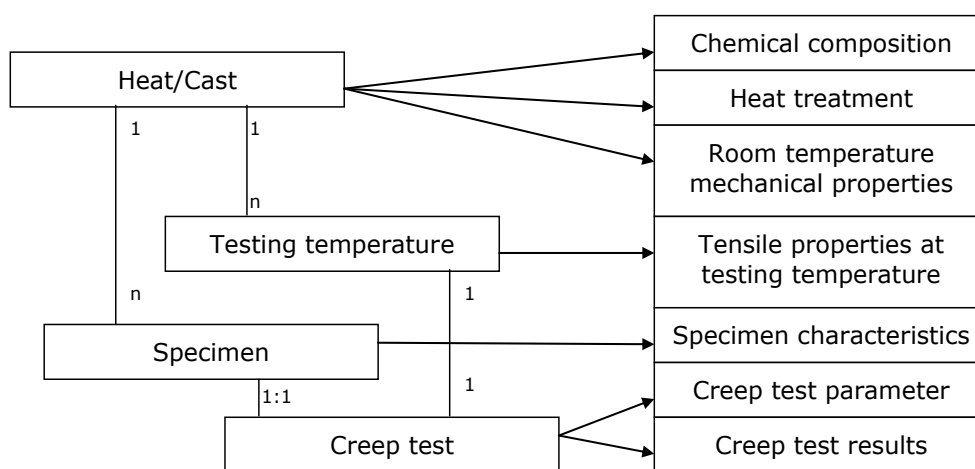 Chemical composition
Heat/Cast
Heat treatment
1
1
Room temperature
mechanical properties
n
Testing temperature
Tensile properties at
testing temperature
n
1
Specimen
Specimen characteristics
1:1
1
Creep test parameter
Creep test
Creep test results